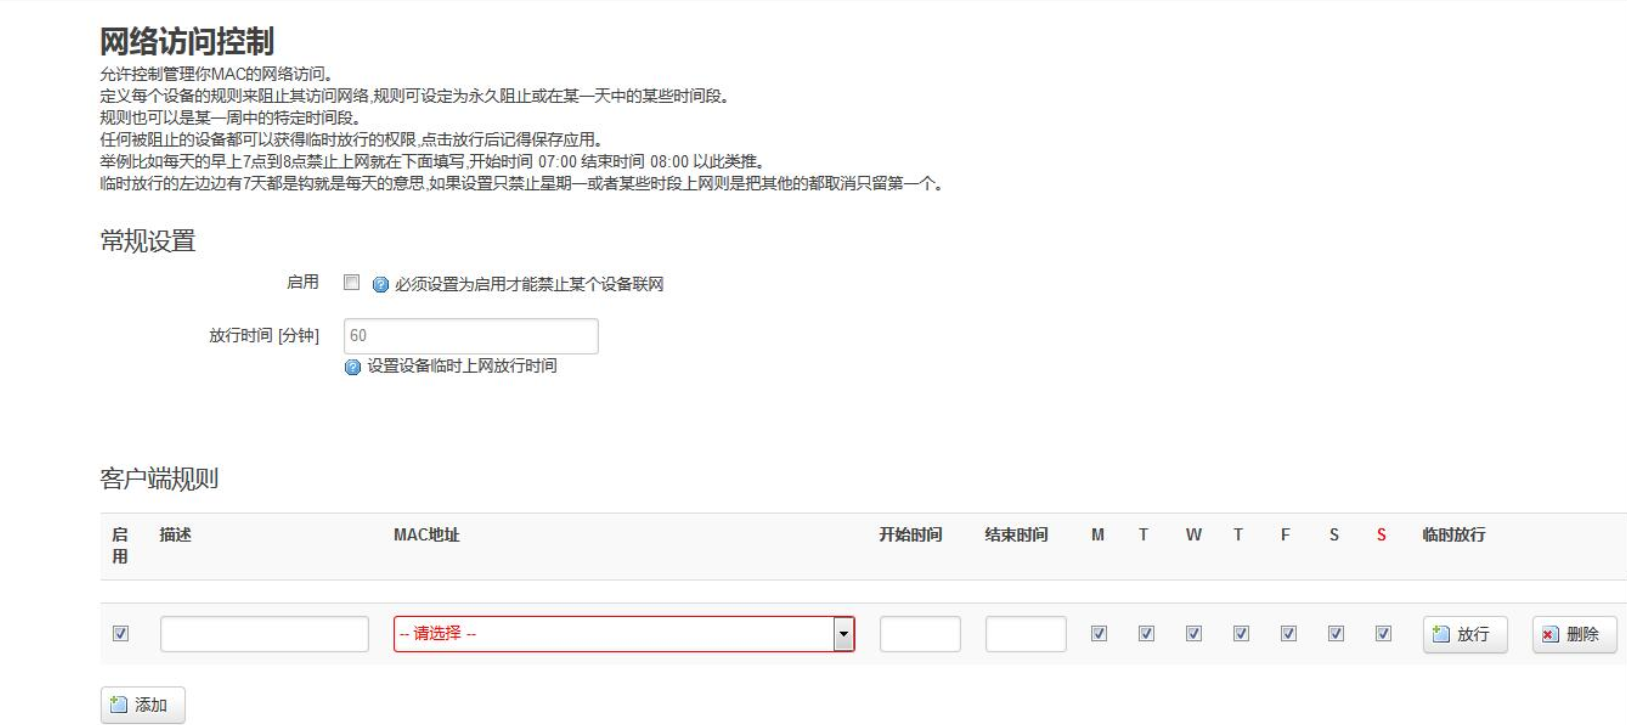 网络访问控制
允许控制管理你MAC的网络访问。
定义每个设备的规则来阻止其访问网络,规则可设定为永久阻止或在某一天中的某些时间段。
规则也可以是某一周中的特定时间段。
任何被阻止的设备都可以获得临时放行的权限,点击放行后记得保存应用。
举例比如每天的早上7点到8点禁止上网就在下面填写,开始时间 07:00 结束时间 08:00 以此类推。
临时放行的左边边有7天都是钩就是每天的意思,如果设置只禁止星期一或者某些时段上网则是把其他的都取消只留第一个。
常规设置
启用 必须设置为启用才能禁止某个设备联网
放行时间 [分钟] 60
设置设备临时上网放行时间
客户端规则
启用 描述 MAC地址 开始时间 结束时间 M T W T F S S 临时放行
-- 请选择 -- 放行 删除
添加